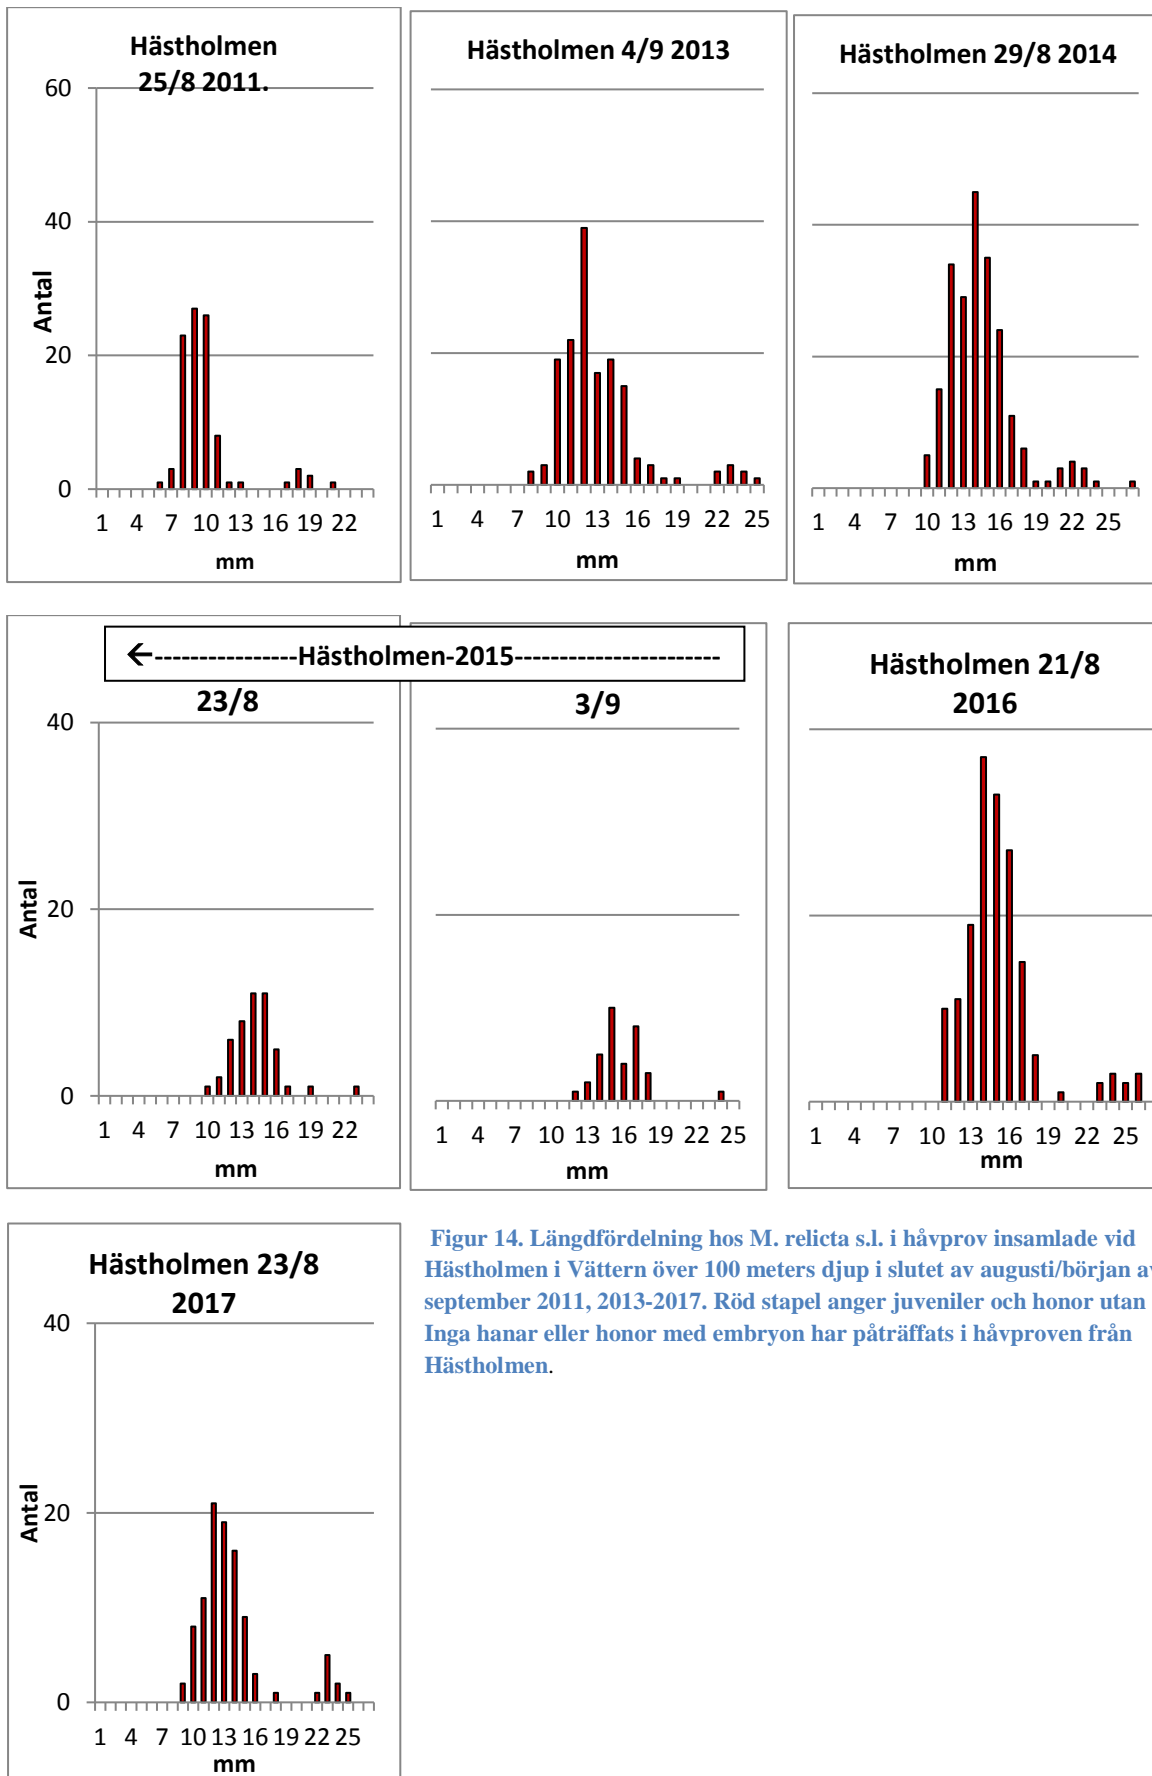 Hästholmen
25/8 2011.
60
40
20
0
Antal
1 4 7 10 13 16 19 22
mm
Hästholmen 4/9 2013
1 4 7 10 13 16 19 22 25
mm
Hästholmen 29/8 2014
1 4 7 10 13 16 19 22 25
mm
←----------------Hästholmen-2015-----------------------
23/8
40
20
0
Antal
1 4 7 10 13 16 19 22
mm
3/9
1 4 7 10 13 16 19 22 25
mm
Hästholmen 21/8
2016
1 4 7 10 13 16 19 22 25
mm
Hästholmen 23/8
2017
40
20
0
Antal
1 4 7 10 13 16 19 22 25
mm
Figur 14. Längdfördelning hos M. relicta s.l. i håvprov insamlade vid
Hästholmen i Vättern över 100 meters djup i slutet av augusti/början av
september 2011, 2013-2017. Röd stapel anger juveniler och honor utan
Inga hanar eller honor med embryon har påträffats i håvproven från
Hästholmen.